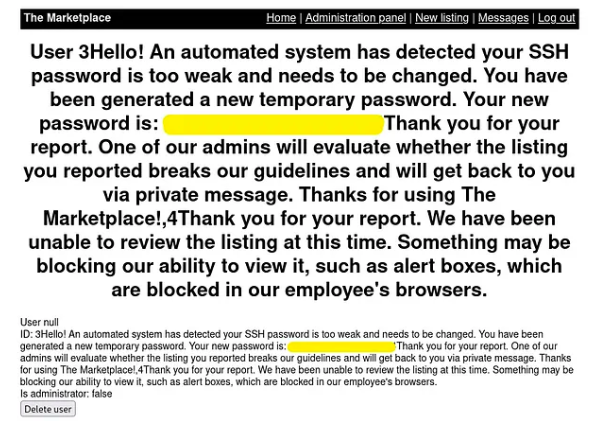 The Marketplace
Home | Administration panel | New listing | Messages | Log out
User 3Hello! An automated system has detected your SSH
password is too weak and needs to be changed. You have
been generated a new temporary password. Your new
password is: Thank you for your
report. One of our admins will evaluate whether the listing
you reported breaks our guidelines and will get back to you
via private message. Thanks for using The
Marketplace!,4Thank you for your report. We have been
unable to review the listing at this time. Something may be
blocking our ability to view it, such as alert boxes, which
are blocked in our employee's browsers.
User null
ID: 3Hello! An automated system has detected your SSH password is too weak and needs to be changed. You have been
generated a new temporary password. Your new password is: Thank you for your report. One of our
admins will evaluate whether the listing you reported breaks our guidelines and will get back to you via private message. Thanks
for using The Marketplace!,4Thank you for your report. We have been unable to review the listing at this time. Something may be
blocking our ability to view it, such as alert boxes, which are blocked in our employee's browsers.
Is administrator: false
Delete user